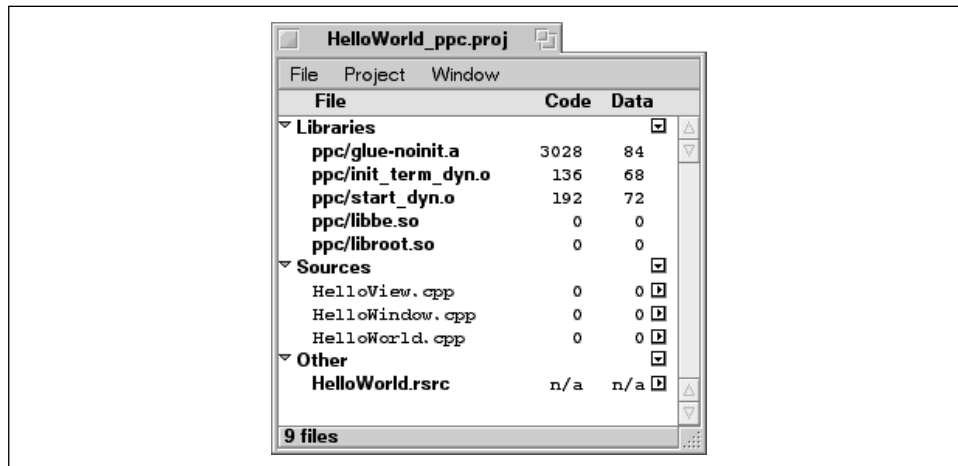 HelloWorld_ppc.proj
File Project Window
File Code Data
Libraries
ppc/glue-noinit.a 3028 84
ppc/init_term_dyn.o 136 68
ppc/start_dyn.o 192 72
ppc/libbe.so 0 0
ppc/libroot.so 0 0
Sources
HelloView.cpp 0 0
HelloWindow.cpp 0 0
HelloWorld.cpp 0 0
Other
HelloWorld.rsrc n/a n/a
9 files